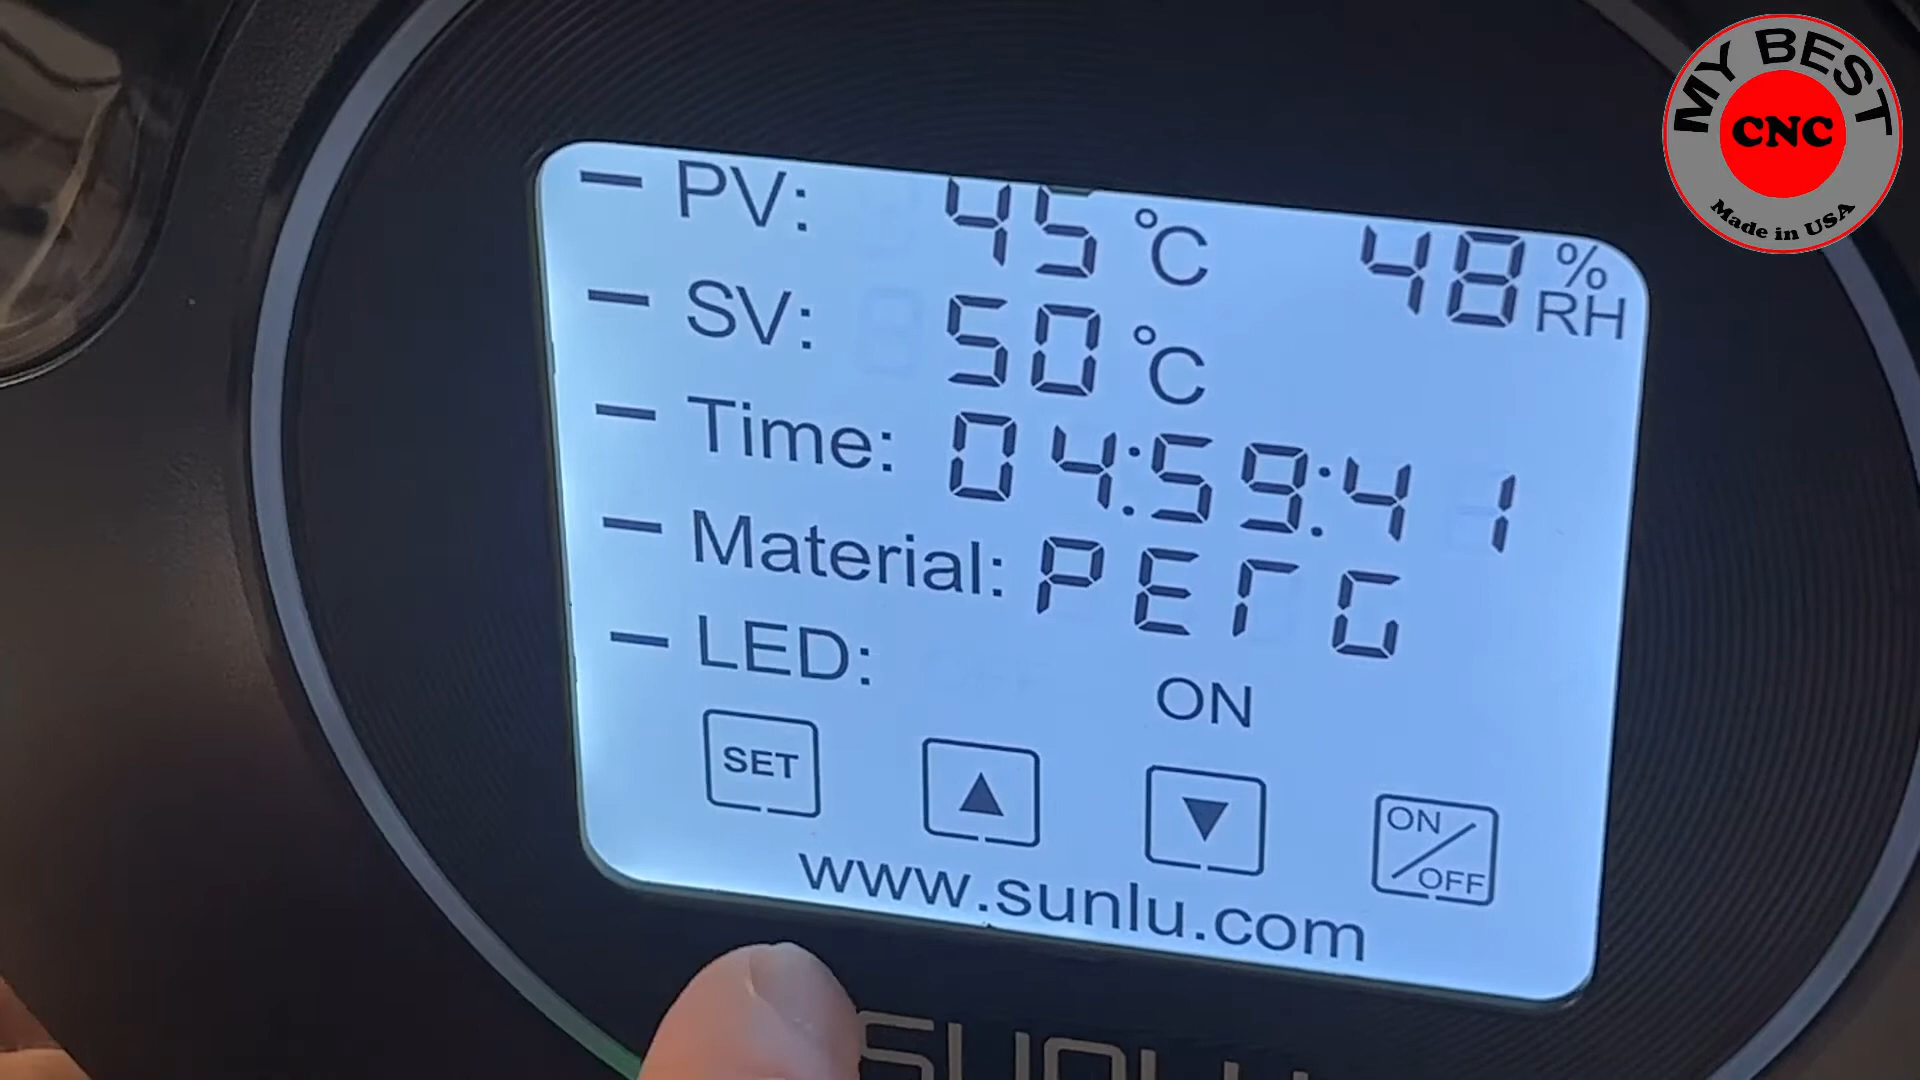 PV: 45 °C 48 % RH
SV: 50 °C
Time: 04:59:41
Material: PETG
LED: ON
SET ▲ ▼ ON/OFF
www.sunlu.com
SUNLU
MY BEST
CNC
Made in USA